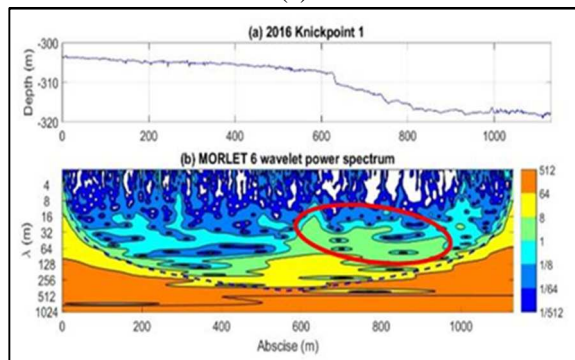 (a) 2016 Knickpoint 1
Depth (m)
-300
-310
-320
0 200 400 600 800 1000
(b) MORLET 6 wavelet power spectrum
λ (m)
4
8
16
32
64
128
256
512
1024
0 200 400 600 800 1000
Abscise (m)
512
64
8
1
1/8
1/64
1/512